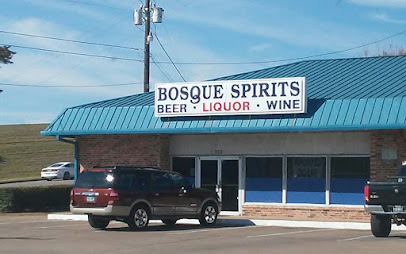 BOSQUE SPIRITS
BEER · LIQUOR · WINE